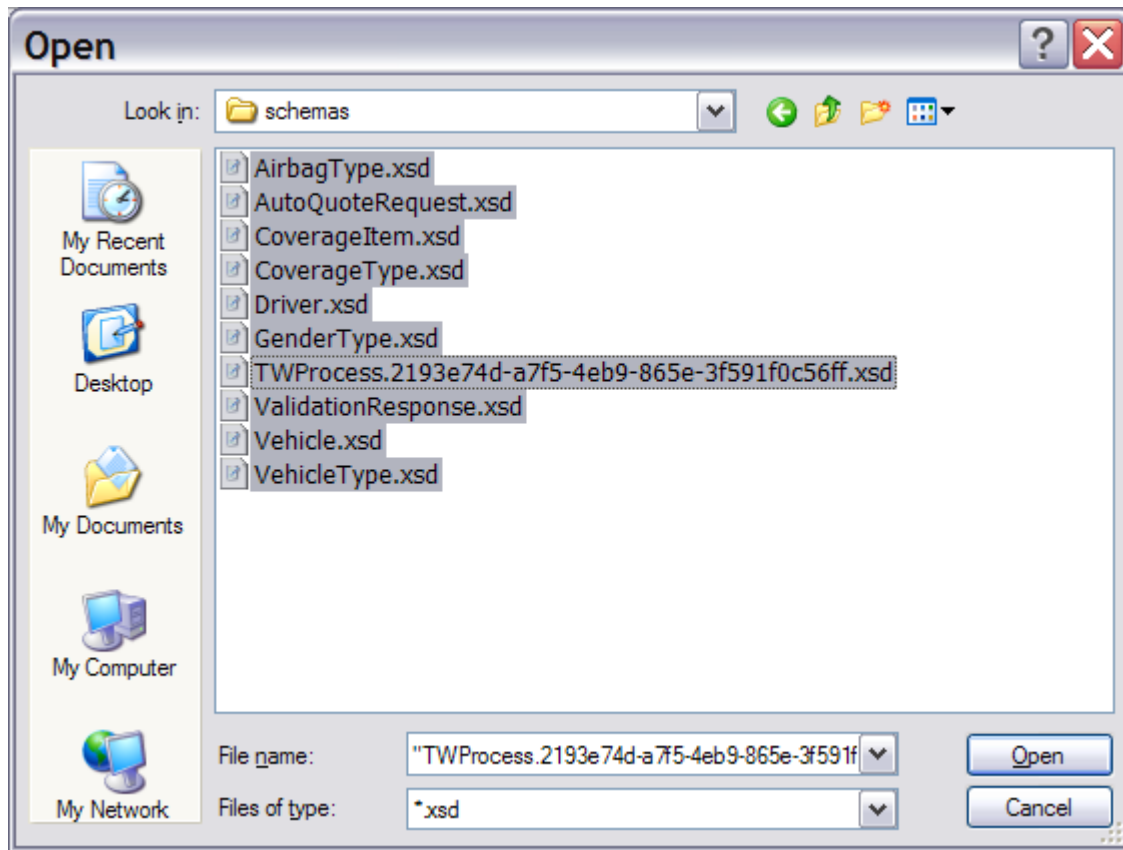 Open
Look in:
schemas
My Recent
Documents
Desktop
My Documents
My Computer
My Network
AirbagType.xsd
AutoQuoteRequest.xsd
CoverageItem.xsd
CoverageType.xsd
Driver.xsd
GenderType.xsd
TWProcess.2193e74d-a7f5-4eb9-865e-3f591f0c56ff.xsd
ValidationResponse.xsd
Vehicle.xsd
VehicleType.xsd
File name:
"TWProcess.2193e74d-a7f5-4eb9-865e-3f591f
Open
Files of type:
*.xsd
Cancel